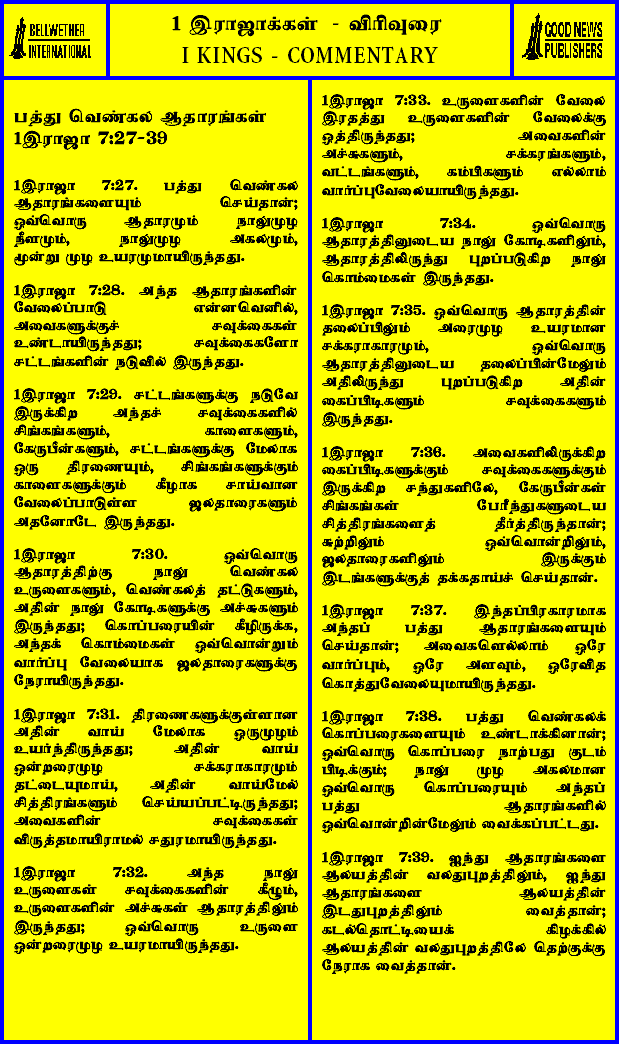 BELLWETHER
INTERNATIONAL
1 இராஜாக்கள் - விரிவுரை
I KINGS - COMMENTARY
GOOD NEWS
PUBLISHERS
பத்து வெண்கல ஆதாரங்கள்
1இராஜா 7:27-39
1இராஜா 7:27. பத்து வெண்கல
ஆதாரங்களையும் செய்தான்;
ஒவ்வொரு ஆதாரமும் நாலுமுழ
நீளமும், நாலுமுழ அகலமும்,
மூன்று முழ உயரமுமாயிருந்தது.
1இராஜா 7:28. அந்த ஆதாரங்களின்
வேலைப்பாடு என்னவெனில்,
அவைகளுக்குச் சவுக்கைகள்
உண்டாயிருந்தது; சவுக்கைகளோ
சட்டங்களின் நடுவில் இருந்தது.
1இராஜா 7:29. சட்டங்களுக்கு நடுவே
இருக்கிற அந்தச் சவுக்கைகளில்
சிங்கங்களும், காளைகளும்,
கேருபீன்களும், சட்டங்களுக்கு மேலாக
ஒரு திரணையும், சிங்கங்களுக்கும்
காளைகளுக்கும் கீழாக சாய்வான
வேலைப்பாடுள்ள ஜலதாரைகளும்
அதனோடே இருந்தது.
1இராஜா 7:30. ஒவ்வொரு
ஆதாரத்திற்கு நாலு வெண்கல
உருளைகளும், வெண்கலத் தட்டுகளும்,
அதின் நாலு கோடிகளுக்கு அச்சுகளும்
இருந்தது; கொப்பரையின் கீழிருக்க,
அந்தக் கொம்மைகள் ஒவ்வொன்றும்
வார்ப்பு வேலையாக ஜலதாரைகளுக்கு
நேராயிருந்தது.
1இராஜா 7:31. திரணைகளுக்குள்ளான
அதின் வாய் மேலாக ஒருமுழம்
உயர்ந்திருந்தது; அதின் வாய்
ஒன்றரைமுழ சக்கராகாரமும்
தட்டையுமாய், அதின் வாய்மேல்
சித்திரங்களும் செய்யப்பட்டிருந்தது;
அவைகளின் சவுக்கைகள்
விருத்தமாயிராமல் சதுரமாயிருந்தது.
1இராஜா 7:32. அந்த நாலு
உருளைகள் சவுக்கைகளின் கீழும்,
உருளைகளின் அச்சுகள் ஆதாரத்திலும்
இருந்தது; ஒவ்வொரு உருளை
ஒன்றரைமுழ உயரமாயிருந்தது.
1இராஜா 7:33. உருளைகளின் வேலை
இரதத்து உருளைகளின் வேலைக்கு
ஒத்திருந்தது; அவைகளின்
அச்சுகளும், சக்கரங்களும்,
வட்டங்களும், கம்பிகளும் எல்லாம்
வார்ப்புவேலையாயிருந்தது.
1இராஜா 7:34. ஒவ்வொரு
ஆதாரத்தினுடைய நாலு கோடிகளிலும்,
ஆதாரத்திலிருந்து புறப்படுகிற நாலு
கொம்மைகள் இருந்தது.
1இராஜா 7:35. ஒவ்வொரு ஆதாரத்தின்
தலைப்பிலும் அரைமுழ உயரமான
சக்கராகாரமும், ஒவ்வொரு
ஆதாரத்தினுடைய தலைப்பின்மேலும்
அதிலிருந்து புறப்படுகிற அதின்
கைப்பிடிகளும் சவுக்கைகளும்
இருந்தது.
1இராஜா 7:36. அவைகளிலிருக்கிற
கைப்பிடிகளுக்கும் சவுக்கைகளுக்கும்
இருக்கிற சந்துகளிலே, கேருபீன்கள்
சிங்கங்கள் பேரீந்துகளுடைய
சித்திரங்களைத் தீர்த்திருந்தான்;
சுற்றிலும் ஒவ்வொன்றிலும்,
ஜலதாரைகளிலும் இருக்கும்
இடங்களுக்குத் தக்கதாய்ச் செய்தான்.
1இராஜா 7:37. இந்தப்பிரகாரமாக
அந்தப் பத்து ஆதாரங்களையும்
செய்தான்; அவைகளெல்லாம் ஒரே
வார்ப்பும், ஒரே அளவும், ஒரேவித
கொத்துவேலையுமாயிருந்தது.
1இராஜா 7:38. பத்து வெண்கலக்
கொப்பரைகளையும் உண்டாக்கினான்;
ஒவ்வொரு கொப்பரை நாற்பது குடம்
பிடிக்கும்; நாலு முழ அகலமான
ஒவ்வொரு கொப்பரையும் அந்தப்
பத்து ஆதாரங்களில்
ஒவ்வொன்றின்மேலும் வைக்கப்பட்டது.
1இராஜா 7:39. ஐந்து ஆதாரங்களை
ஆலயத்தின் வலதுபுறத்திலும், ஐந்து
ஆதாரங்களை ஆலயத்தின்
இடதுபுறத்திலும் வைத்தான்;
கடல்தொட்டியைக் கிழக்கில்
ஆலயத்தின் வலதுபுறத்திலே தெற்குக்கு
நேராக வைத்தான்.